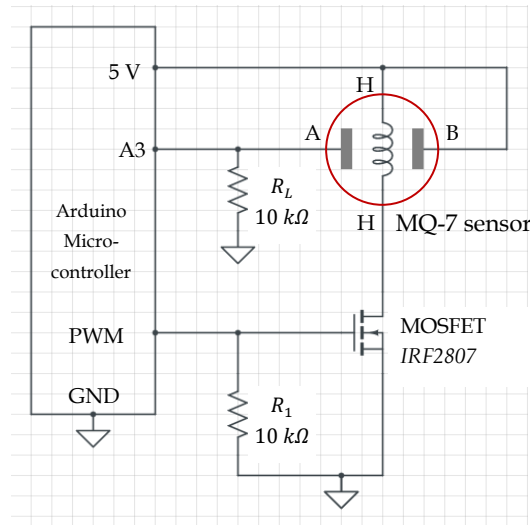 5 V
H
A
B
A3
R_L
10 kΩ
Arduino
Micro-
controller
H
MQ-7 sensor
PWM
MOSFET
IRF2807
GND
R_1
10 kΩ